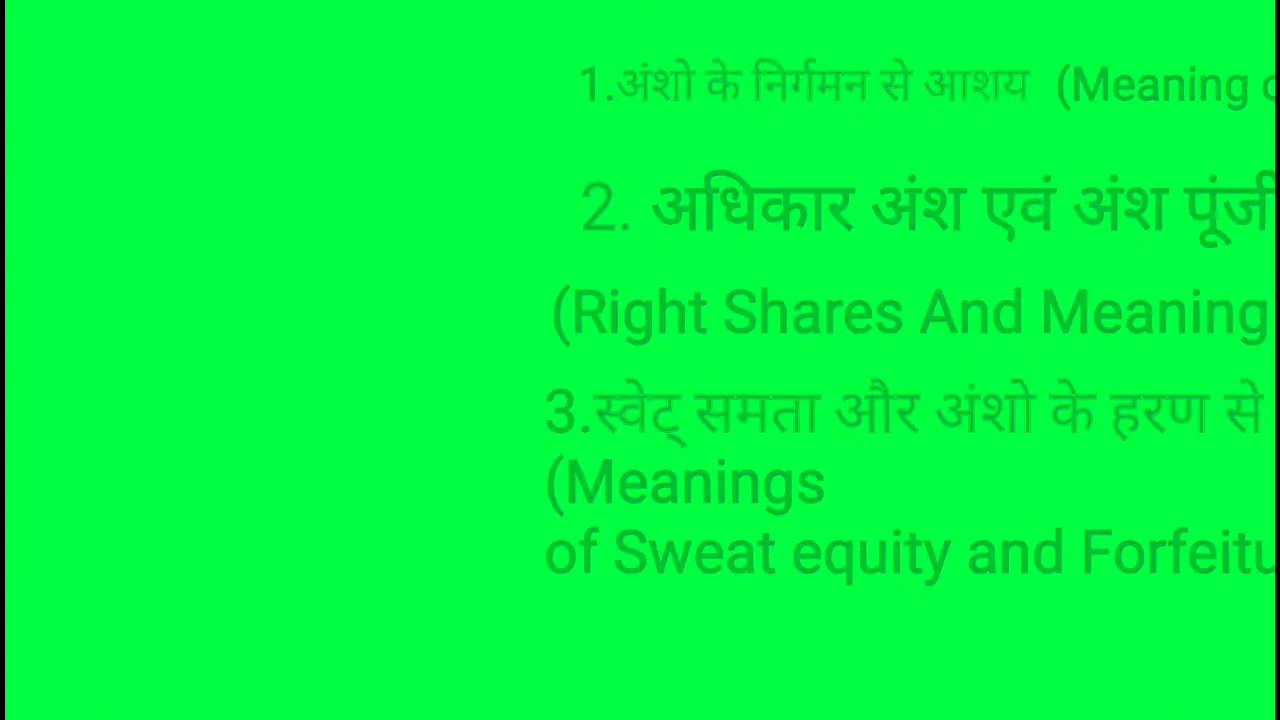 1.अंशो के निर्गमन से आशय (Meaning
2. अधिकार अंश एवं अंश पूंजी
(Right Shares And Meaning
3.स्वेट् समता और अंशो के हरण से
(Meanings
of Sweat equity and Forfeitu